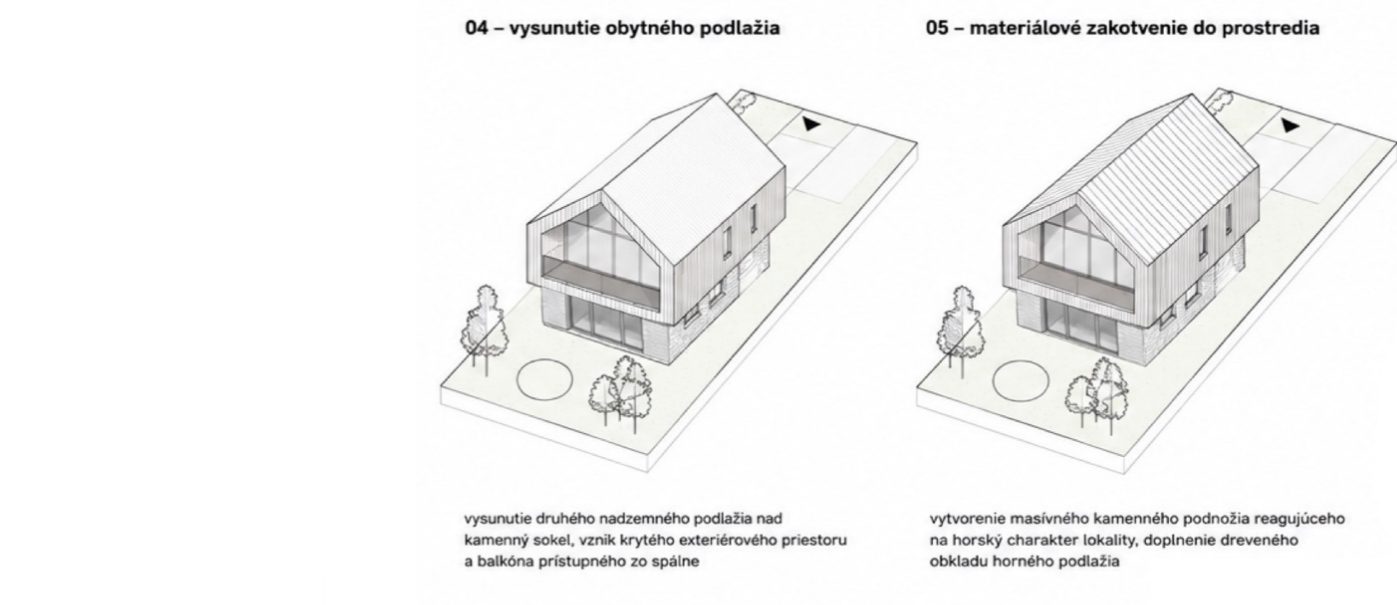 04 – vysunutie obytného podlažia
05 – materiálové zakotvenie do prostredia
vysunutie druhého nadzemného podlažia nad
kamenný sokel, vznik krytého exteriérového priestoru
a balkóna prístupného zo spálne
vytvorenie masívného kamenného podnožia reagujúceho
na horský charakter lokality, doplnenie dreveného
obkladu horného podlažia